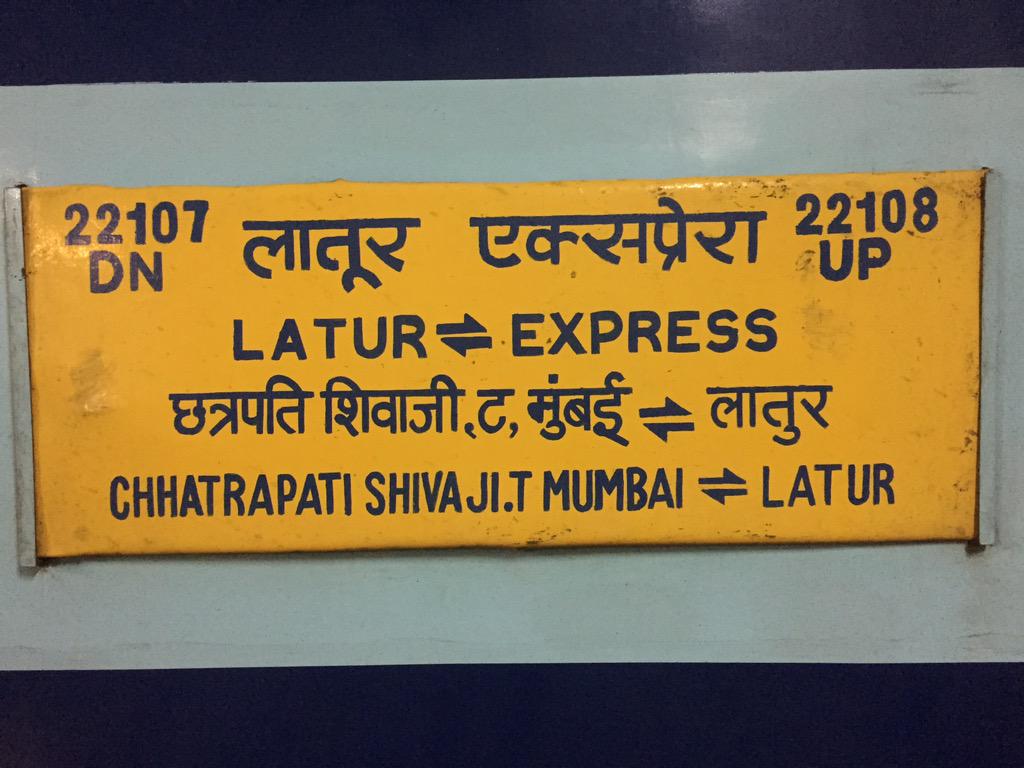 22107 लातूर एक्सप्रेरा 22108
DN UP
LATUR ⇌ EXPRESS
छत्रपति शिवाजी.ट, मुंबई ⇌ लातुर
CHHATRAPATI SHIVAJI.T MUMBAI ⇌ LATUR